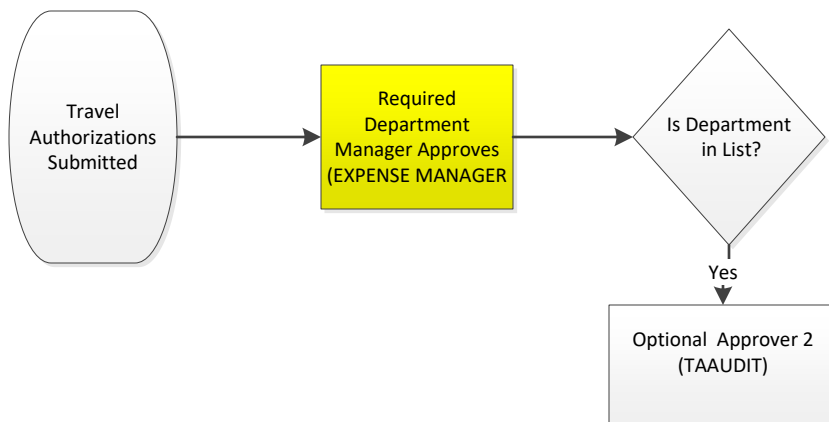 Travel
Authorizations
Submitted
Required
Department
Manager Approves
(EXPENSE MANAGER
Is Department
in List?
Yes
Optional  Approver 2
(TAAUDIT)